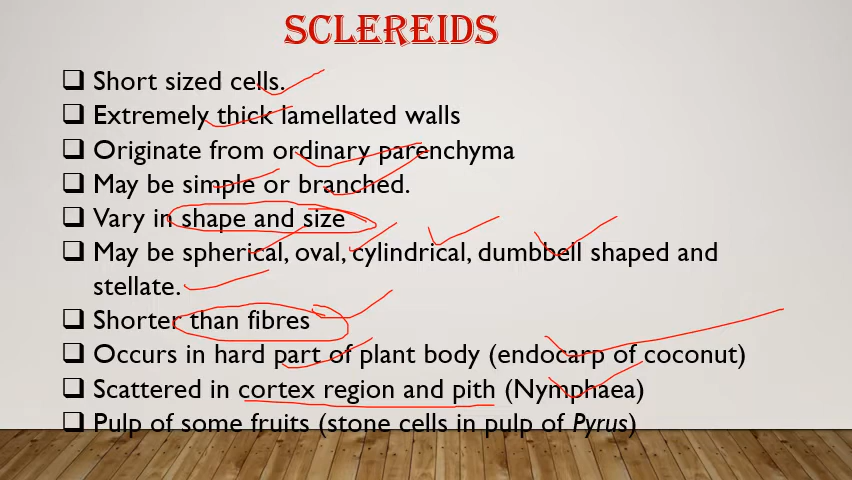 SCLEREIDS
❑ Short sized cells.
❑ Extremely thick lamellated walls
❑ Originate from ordinary parenchyma
❑ May be simple or branched.
❑ Vary in shape and size
❑ May be spherical, oval, cylindrical, dumbbell shaped and
stellate.
❑ Shorter than fibres
❑ Occurs in hard part of plant body (endocarp of coconut)
❑ Scattered in cortex region and pith (Nymphaea)
❑ Pulp of some fruits (stone cells in pulp of Pyrus)